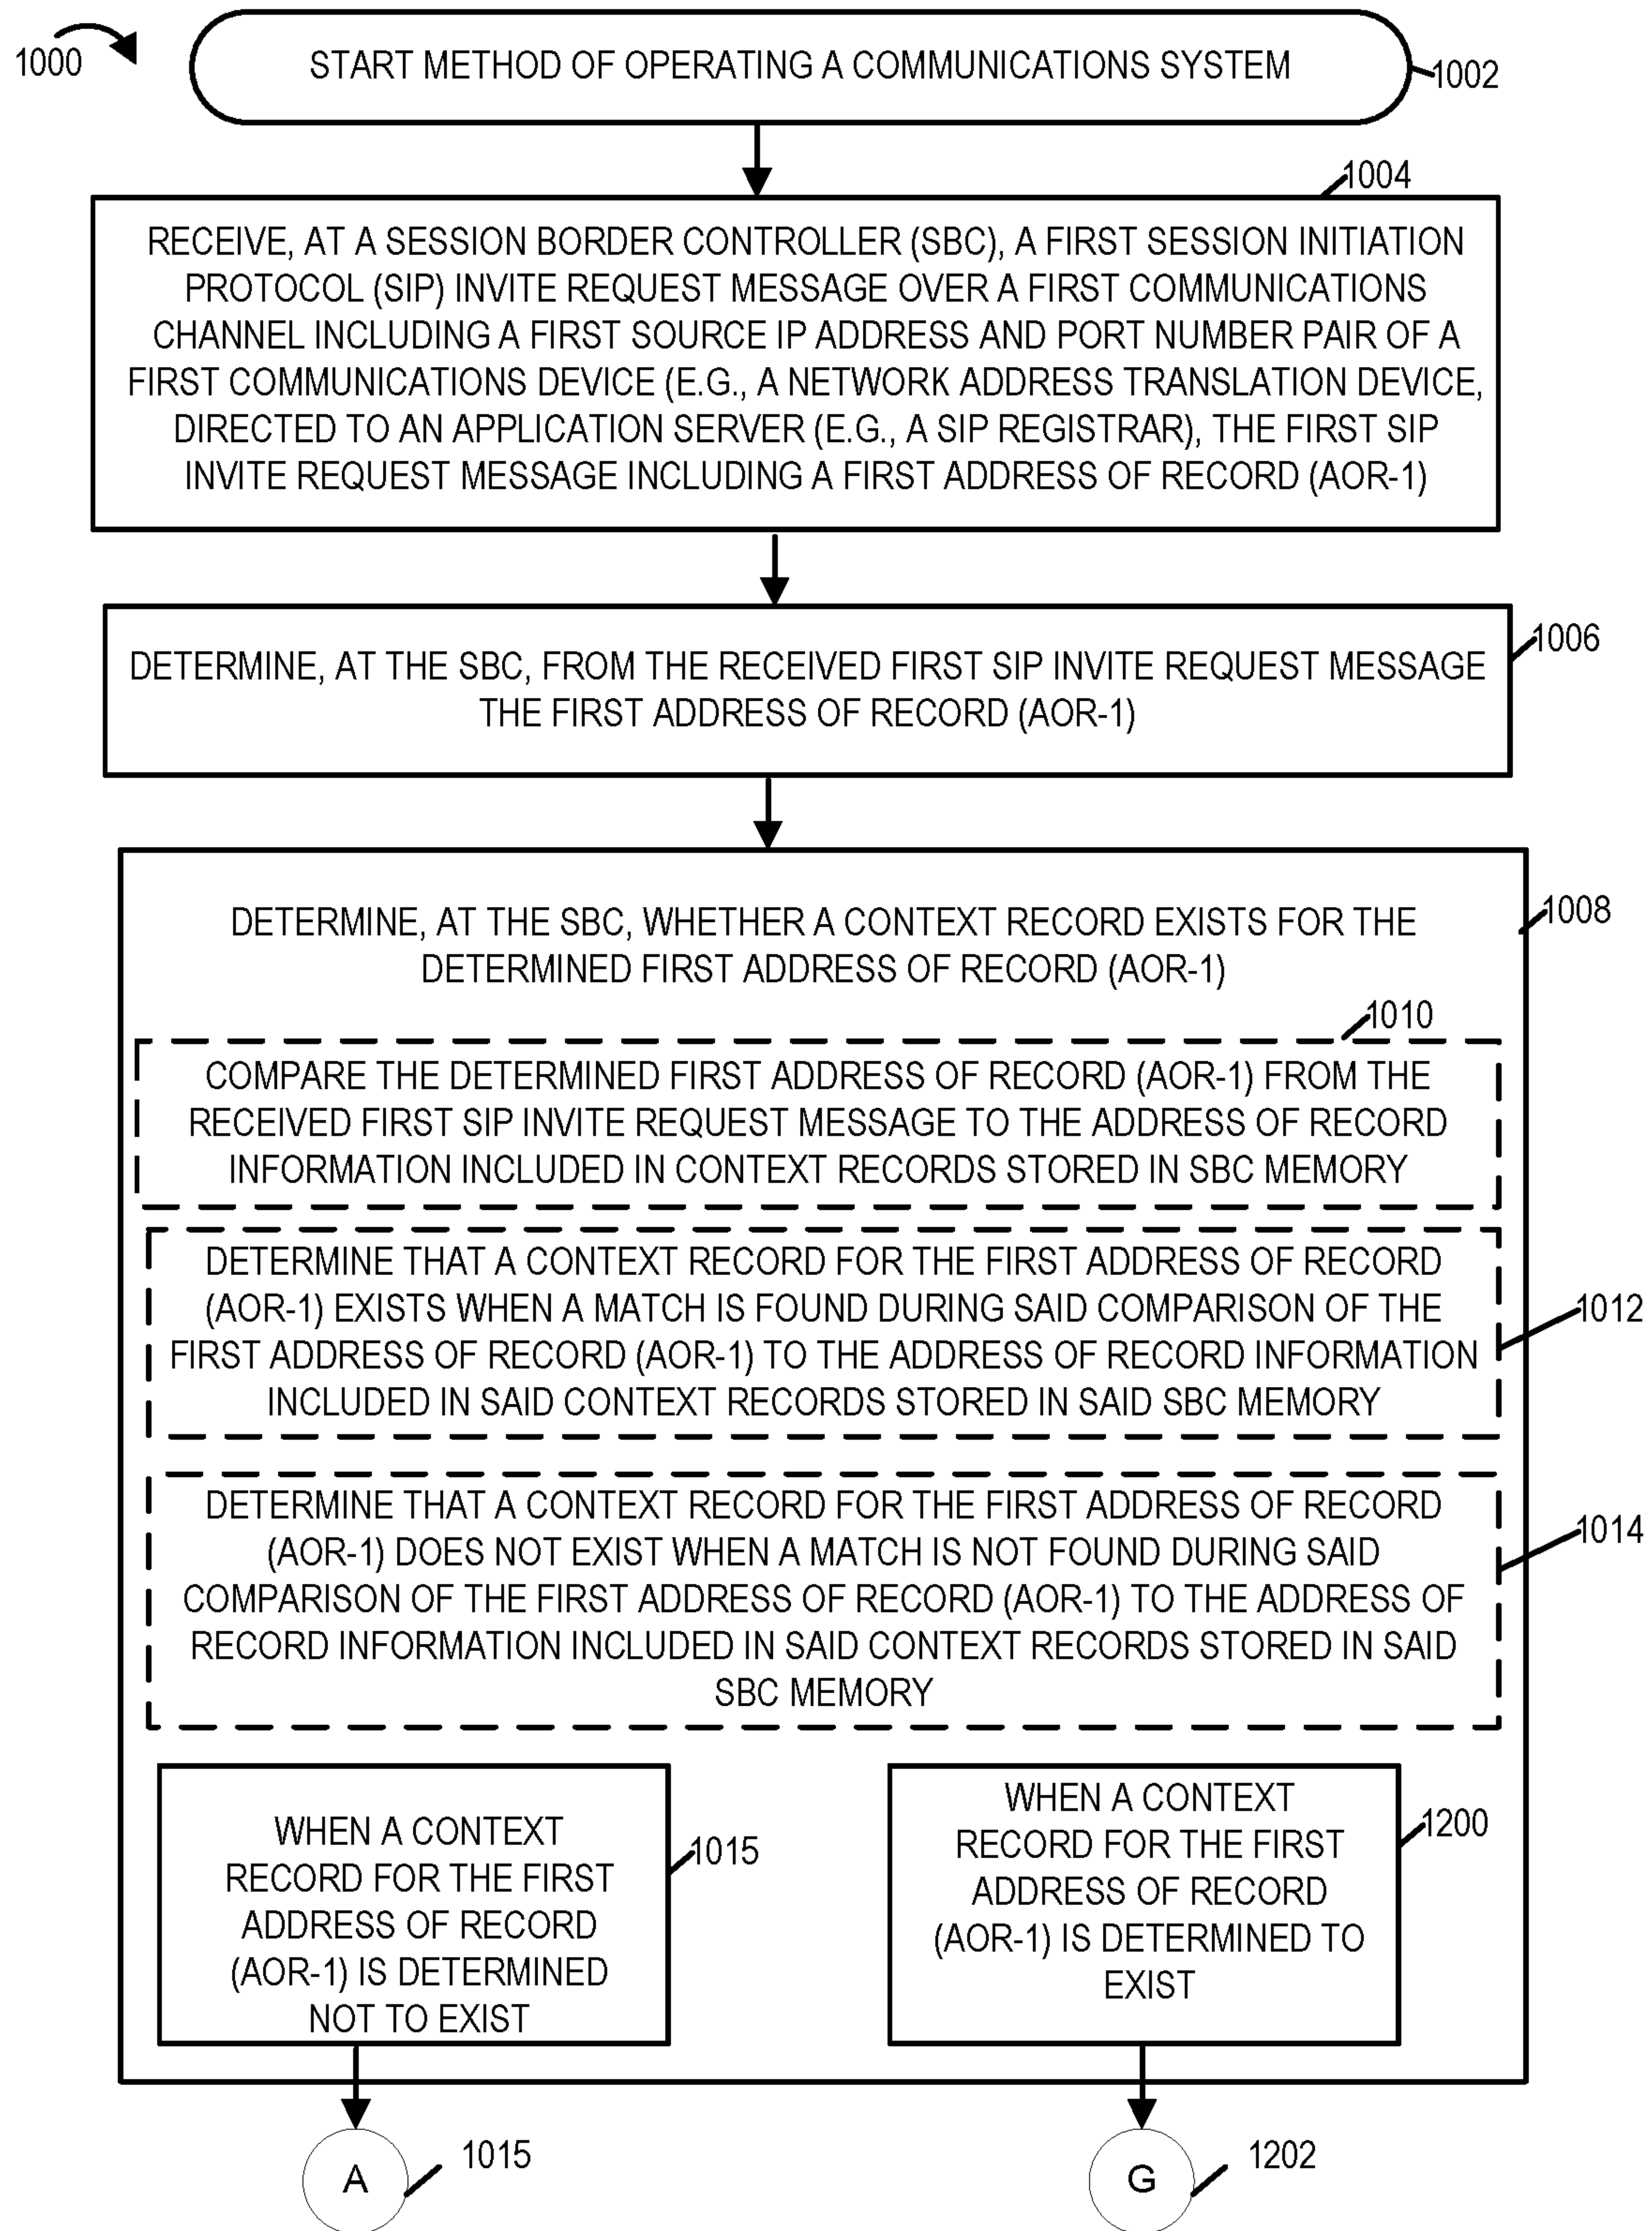 1000
START METHOD OF OPERATING A COMMUNICATIONS SYSTEM
1002
1004
RECEIVE, AT A SESSION BORDER CONTROLLER (SBC), A FIRST SESSION INITIATION
PROTOCOL (SIP) INVITE REQUEST MESSAGE OVER A FIRST COMMUNICATIONS
CHANNEL INCLUDING A FIRST SOURCE IP ADDRESS AND PORT NUMBER PAIR OF A
FIRST COMMUNICATIONS DEVICE (E.G., A NETWORK ADDRESS TRANSLATION DEVICE,
DIRECTED TO AN APPLICATION SERVER (E.G., A SIP REGISTRAR), THE FIRST SIP
INVITE REQUEST MESSAGE INCLUDING A FIRST ADDRESS OF RECORD (AOR-1)
1006
DETERMINE, AT THE SBC, FROM THE RECEIVED FIRST SIP INVITE REQUEST MESSAGE
THE FIRST ADDRESS OF RECORD (AOR-1)
1008
DETERMINE, AT THE SBC, WHETHER A CONTEXT RECORD EXISTS FOR THE
DETERMINED FIRST ADDRESS OF RECORD (AOR-1)
1010
COMPARE THE DETERMINED FIRST ADDRESS OF RECORD (AOR-1) FROM THE
RECEIVED FIRST SIP INVITE REQUEST MESSAGE TO THE ADDRESS OF RECORD
INFORMATION INCLUDED IN CONTEXT RECORDS STORED IN SBC MEMORY
DETERMINE THAT A CONTEXT RECORD FOR THE FIRST ADDRESS OF RECORD
(AOR-1) EXISTS WHEN A MATCH IS FOUND DURING SAID COMPARISON OF THE
FIRST ADDRESS OF RECORD (AOR-1) TO THE ADDRESS OF RECORD INFORMATION
INCLUDED IN SAID CONTEXT RECORDS STORED IN SAID SBC MEMORY
1012
DETERMINE THAT A CONTEXT RECORD FOR THE FIRST ADDRESS OF RECORD
(AOR-1) DOES NOT EXIST WHEN A MATCH IS NOT FOUND DURING SAID
COMPARISON OF THE FIRST ADDRESS OF RECORD (AOR-1) TO THE ADDRESS OF
RECORD INFORMATION INCLUDED IN SAID CONTEXT RECORDS STORED IN SAID
SBC MEMORY
1014
WHEN A CONTEXT
RECORD FOR THE FIRST
ADDRESS OF RECORD
(AOR-1) IS DETERMINED
NOT TO EXIST
1015
WHEN A CONTEXT
RECORD FOR THE FIRST
ADDRESS OF RECORD
(AOR-1) IS DETERMINED TO
EXIST
1200
A
1015
G
1202